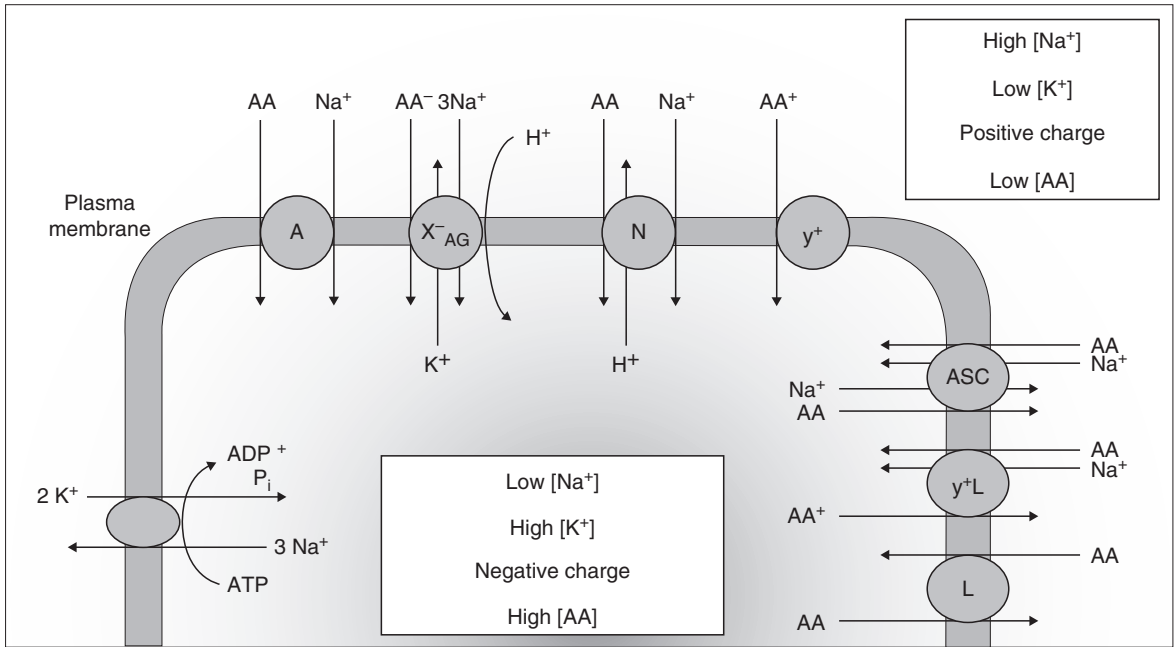 High [Na⁺]
Low [K⁺]
Positive charge
Low [AA]
AA Na⁺ AA⁻ 3Na⁺ AA Na⁺ AA⁺
H⁺
Plasma
membrane
A X⁻AG N y⁺
K⁺ H⁺
AA
Na⁺
ASC
Na⁺
AA
ADP ⁺
Pᵢ
2 K⁺
3 Na⁺
ATP
Low [Na⁺]
High [K⁺]
Negative charge
High [AA]
AA
Na⁺
y⁺L
AA⁺
AA
L
AA